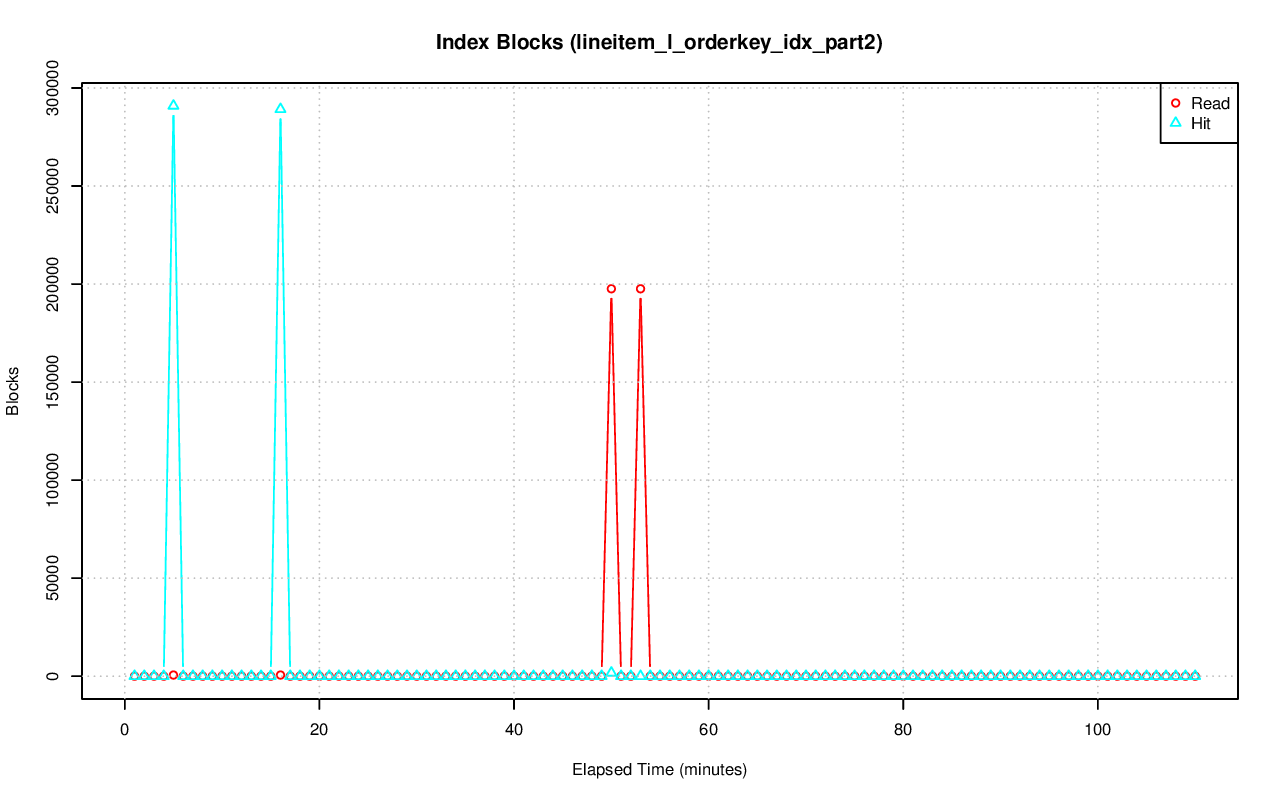 Index Blocks (lineitem_l_orderkey_idx_part2)
Read
Hit
300000
250000
200000
150000
100000
50000
0
Blocks
0 20 40 60 80 100
Elapsed Time (minutes)